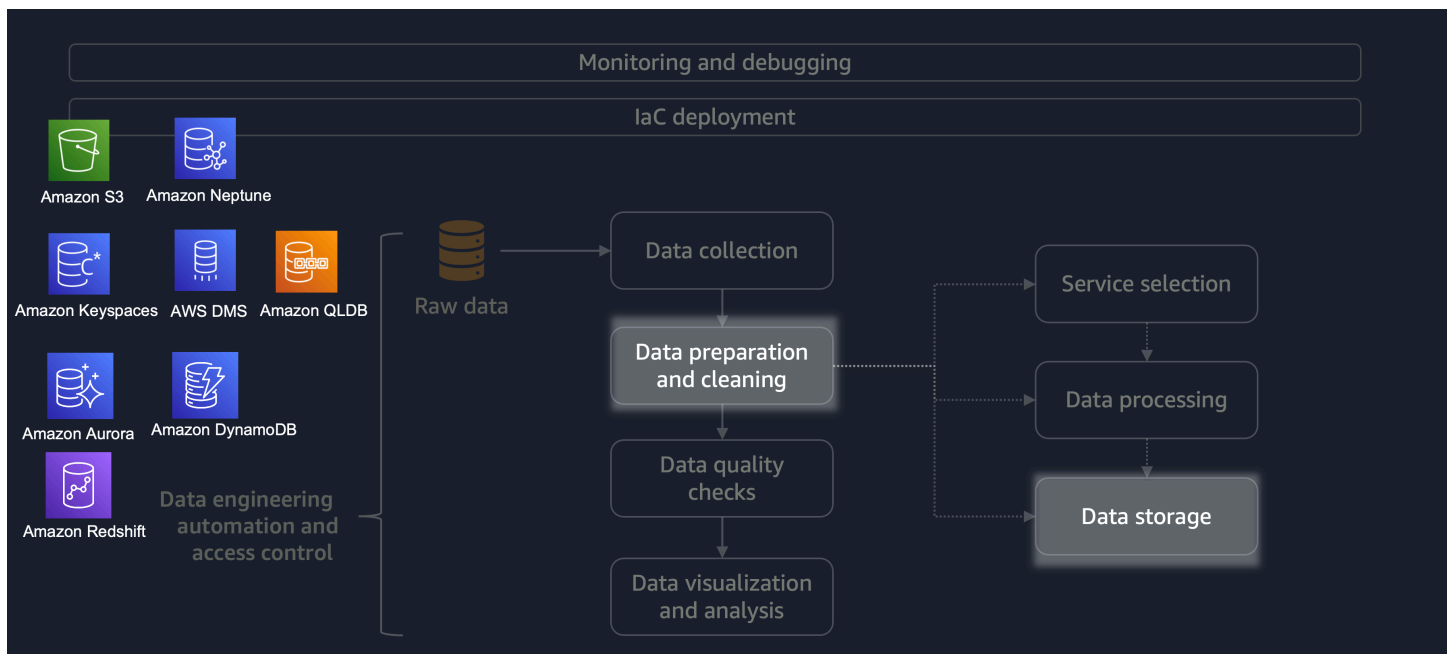 Monitoring and debugging
IaC deployment
Amazon S3
Amazon Neptune
Amazon Keyspaces
C*
AWS DMS
Amazon QLDB
Amazon Aurora
Amazon DynamoDB
Amazon Redshift
Data engineering
automation and
access control
Raw data
Data collection
Data preparation
and cleaning
Data quality
checks
Data visualization
and analysis
Service selection
Data processing
Data storage